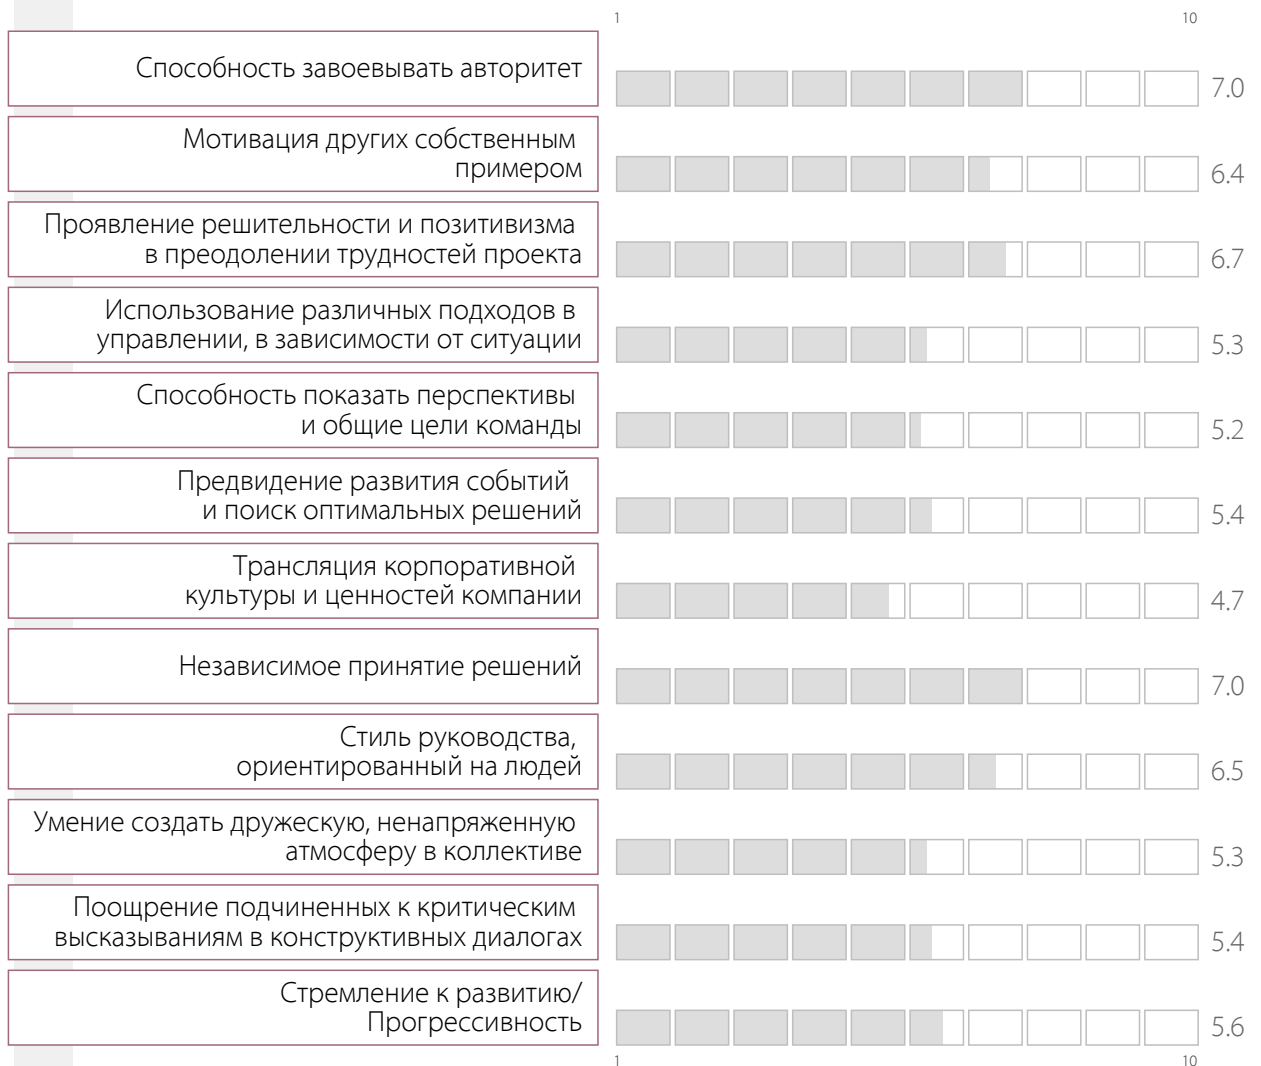 1 10
Способность завоевывать авторитет 7.0
Мотивация других собственным
примером 6.4
Проявление решительности и позитивизма
в преодолении трудностей проекта 6.7
Использование различных подходов в
управлении, в зависимости от ситуации 5.3
Способность показать перспективы
и общие цели команды 5.2
Предвидение развития событий
и поиск оптимальных решений 5.4
Трансляция корпоративной
культуры и ценностей компании 4.7
Независимое принятие решений 7.0
Стиль руководства,
ориентированный на людей 6.5
Умение создать дружескую, ненапряженную
атмосферу в коллективе 5.3
Поощрение подчиненных к критическим
высказываниям в конструктивных диалогах 5.4
Стремление к развитию/
Прогрессивность 5.6
1 10